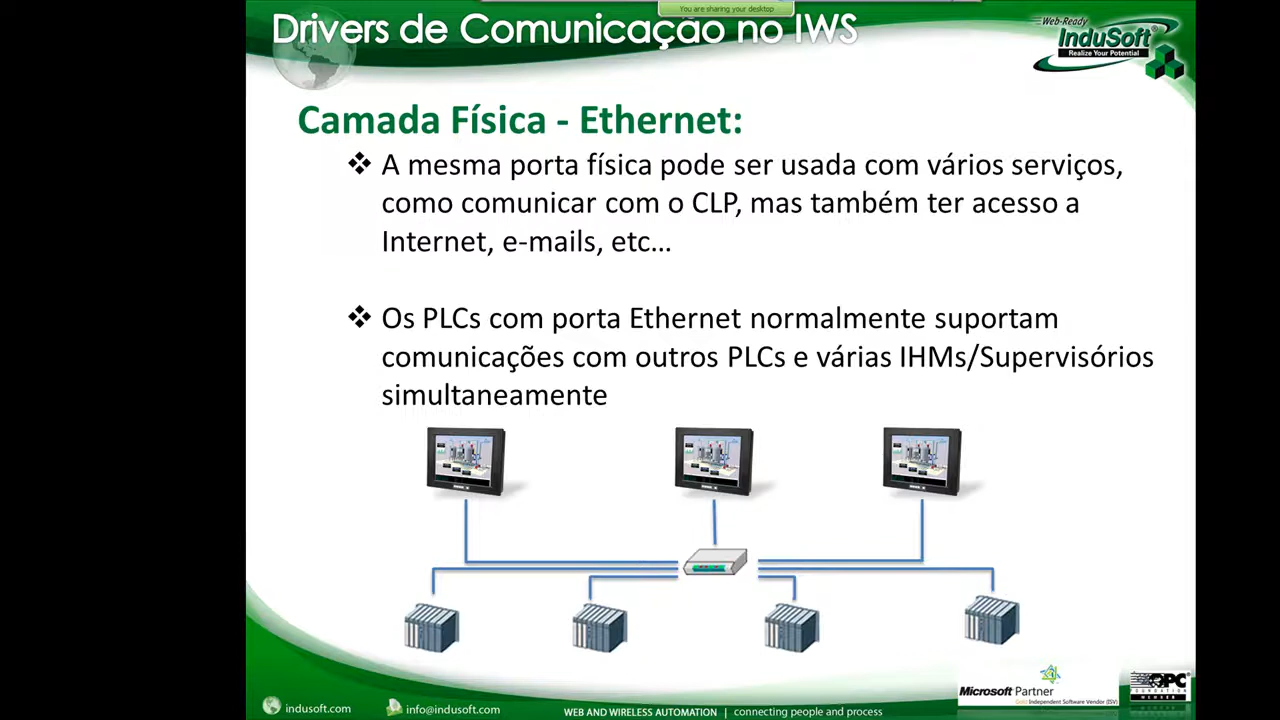 You are sharing your desktop
Drivers de Comunicação no IWS
Web-Ready
InduSoft
Realize Your Potential
Camada Física - Ethernet:
❖ A mesma porta física pode ser usada com vários serviços,
como comunicar com o CLP, mas também ter acesso a
Internet, e-mails, etc...
❖ Os PLCs com porta Ethernet normalmente suportam
comunicações com outros PLCs e várias IHMs/Supervisórios
simultaneamente
indusoft.com
info@indusoft.com
WEB AND WIRELESS AUTOMATION | connecting people and process
Microsoft Partner
Gold Independent Software Vendor (ISV)
OPC
FOUNDATION
MEMBER